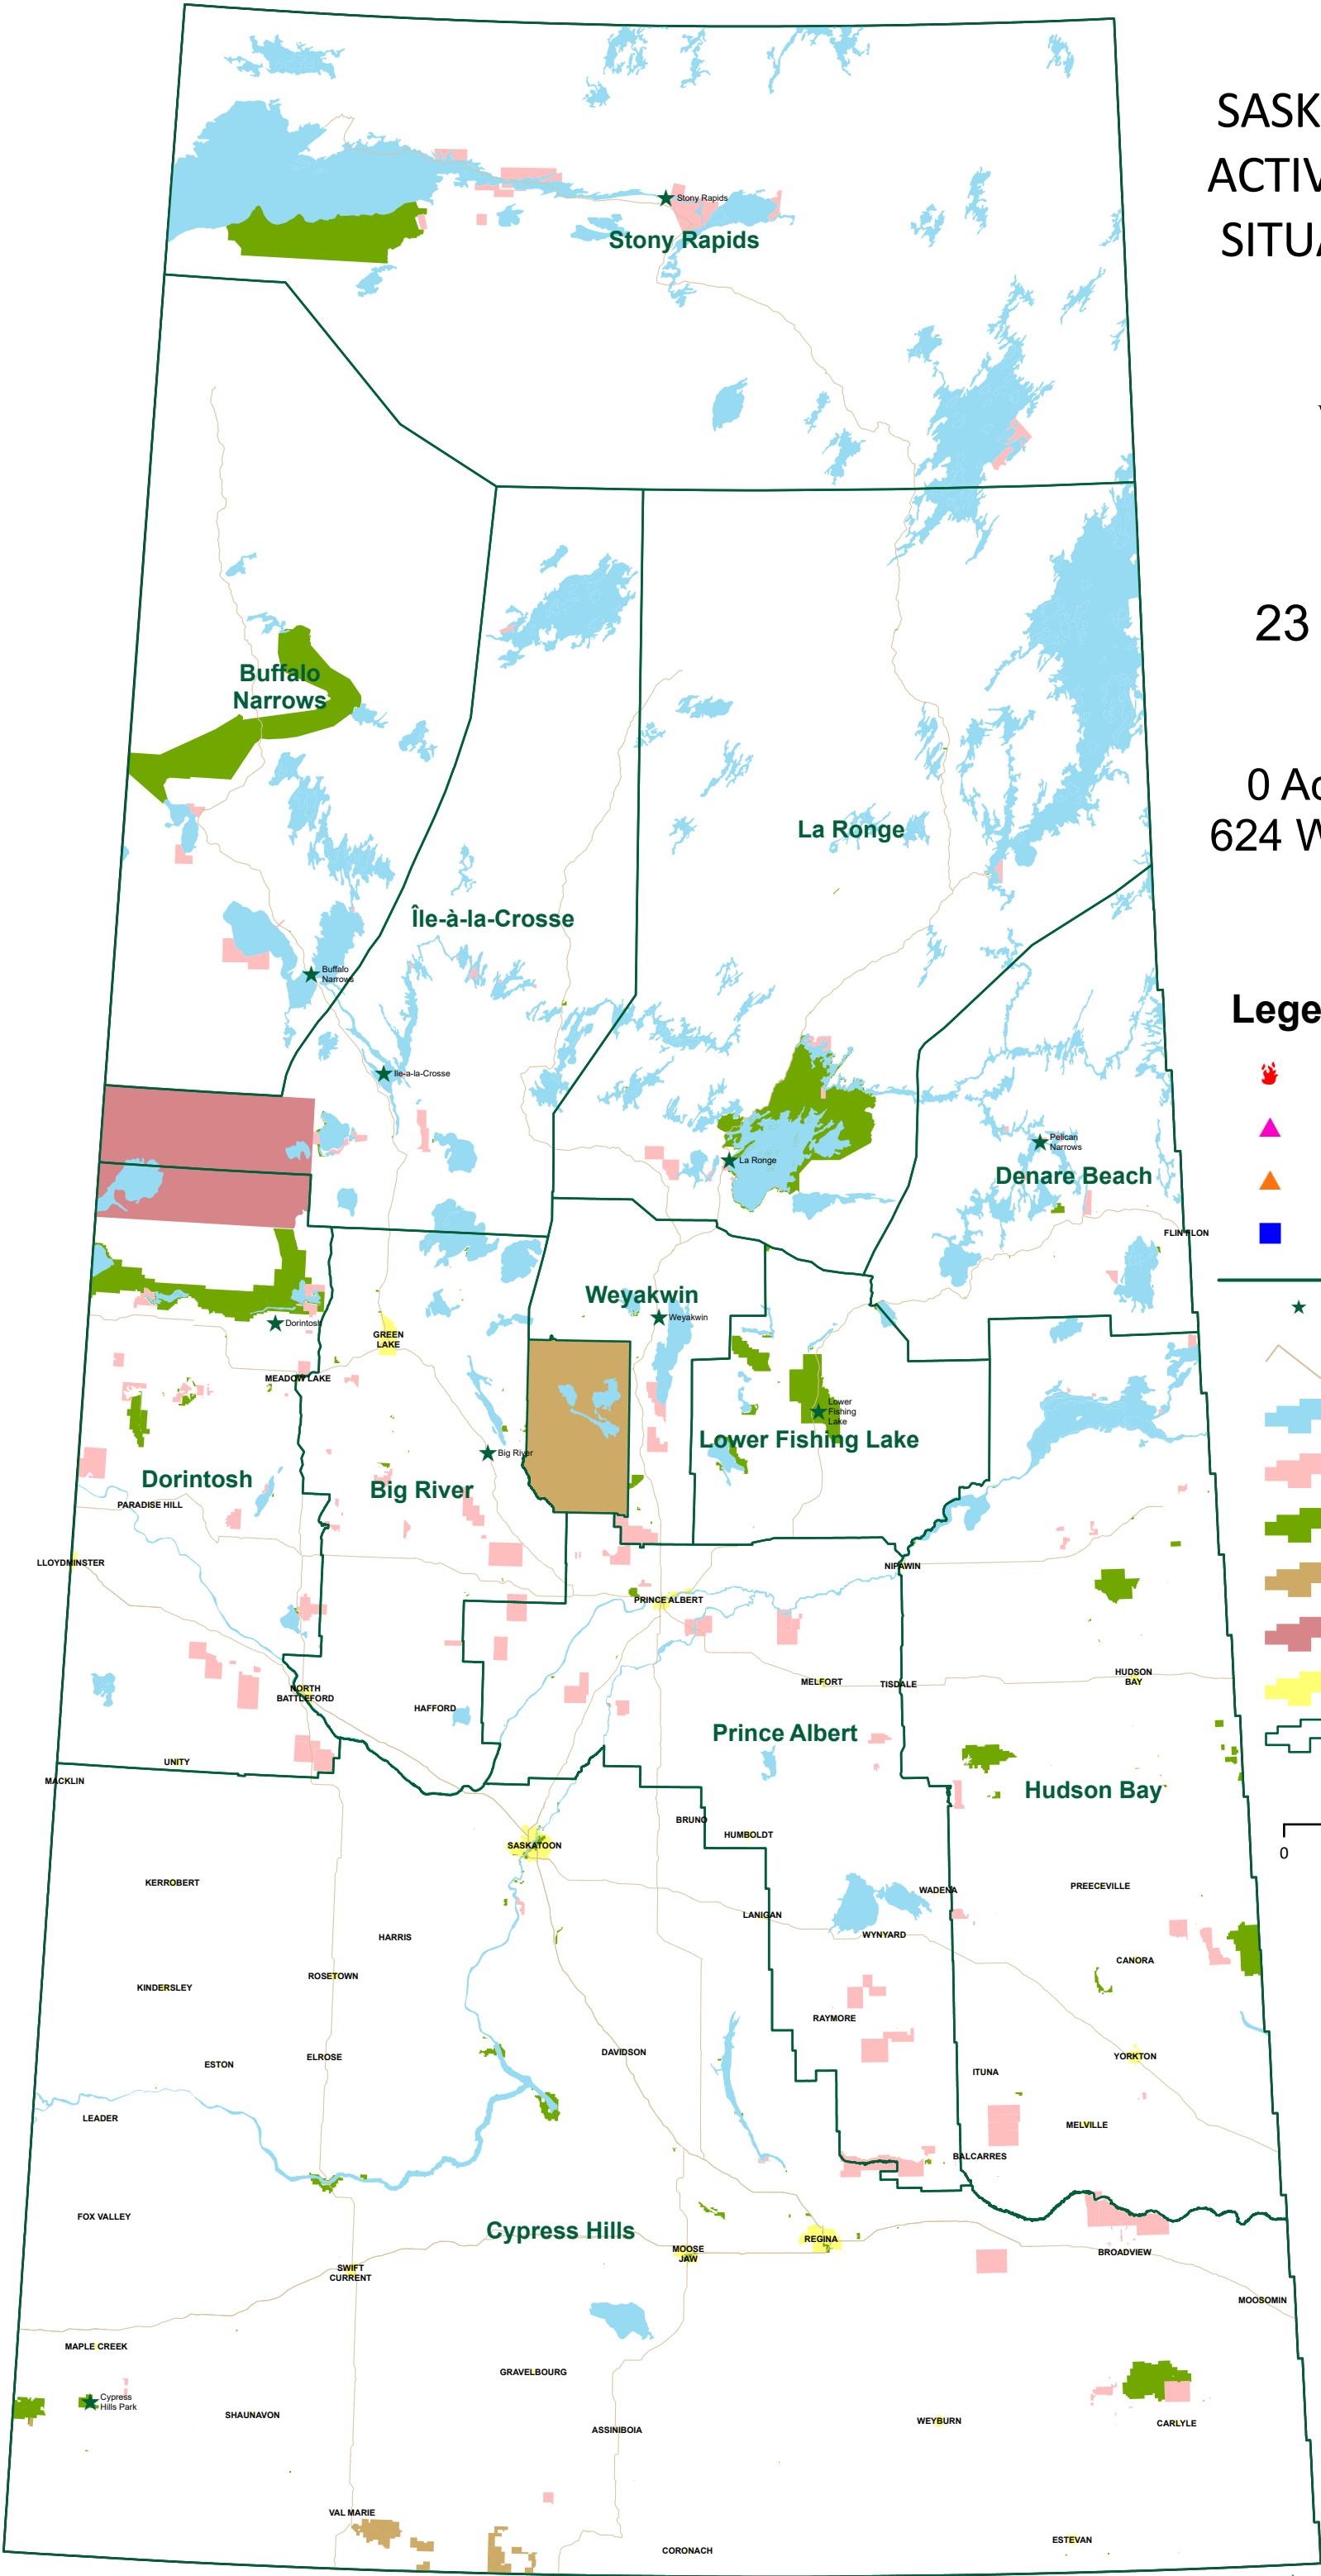 SASK
ACTIV
SITUA
23
0 Ac
624 W
Lege
0
Stony Rapids
Stony Rapids
Buffalo
Narrows
La Ronge
Île-à-la-Crosse
Buffalo
Narrows
Ile-a-la-Crosse
Pelican
Narrows
La Ronge
Denare Beach
FLIN FLON
Weyakwin
Weyakwin
Dorintosh
GREEN
LAKE
MEADOW LAKE
Lower
Fishing
Lake
Lower Fishing Lake
Big River
Dorintosh
Big River
PARADISE HILL
LLOYDMINSTER
NIPAWIN
PRINCE ALBERT
HUDSON
BAY
MELFORT
TISDALE
NORTH
BATTLEFORD
HAFFORD
Prince Albert
UNITY
MACKLIN
Hudson Bay
BRUNO
HUMBOLDT
SASKATOON
KERROBERT
PREECEVILLE
WADENA
LANIGAN
WYNYARD
HARRIS
CANORA
ROSETOWN
KINDERSLEY
RAYMORE
DAVIDSON
YORKTON
ELROSE
ESTON
ITUNA
LEADER
MELVILLE
BALCARRES
FOX VALLEY
Cypress Hills
REGINA
MOOSE
JAW
BROADVIEW
SWIFT
CURRENT
MOOSOMIN
MAPLE CREEK
GRAVELBOURG
Cypress
Hills Park
SHAUNAVON
WEYBURN
CARLYLE
ASSINIBOIA
VAL MARIE
ESTEVAN
CORONACH